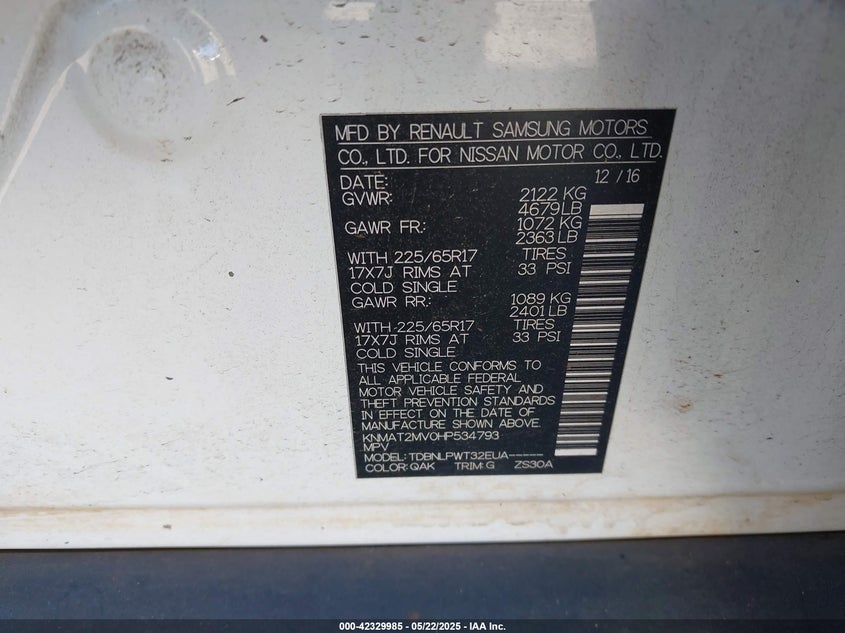 MFD BY RENAULT SAMSUNG MOTORS
CO., LTD. FOR NISSAN MOTOR CO., LTD.
DATE: 12 / 16
GVWR: 2122 KG
4679 LB
GAWR FR.: 1072 KG
2363 LB
WITH 225/65R17 TIRES
17X7J RIMS AT 33 PSI
COLD SINGLE
GAWR RR.: 1089 KG
2401 LB
WITH 225/65R17 TIRES
17X7J RIMS AT 33 PSI
COLD SINGLE
THIS VEHICLE CONFORMS TO
ALL APPLICABLE FEDERAL
MOTOR VEHICLE SAFETY AND
THEFT PREVENTION STANDARDS
IN EFFECT ON THE DATE OF
MANUFACTURE SHOWN ABOVE.
KNMAT2MV0HP534793
MPV
MODEL: TDBNLPWT32EUA-----
COLOR: QAK TRIM: G ZS30A
000-42329985 - 05/22/2025 - IAA Inc.